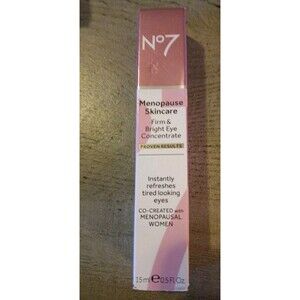 No7
Menopause
Skincare
Firm &
Bright Eye
Concentrate
PROVEN RESULTS
Instantly
refreshes
tired looking
eyes
CO-CREATED with
MENOPAUSAL
WOMEN
15ml e 0.5 Fl.Oz.